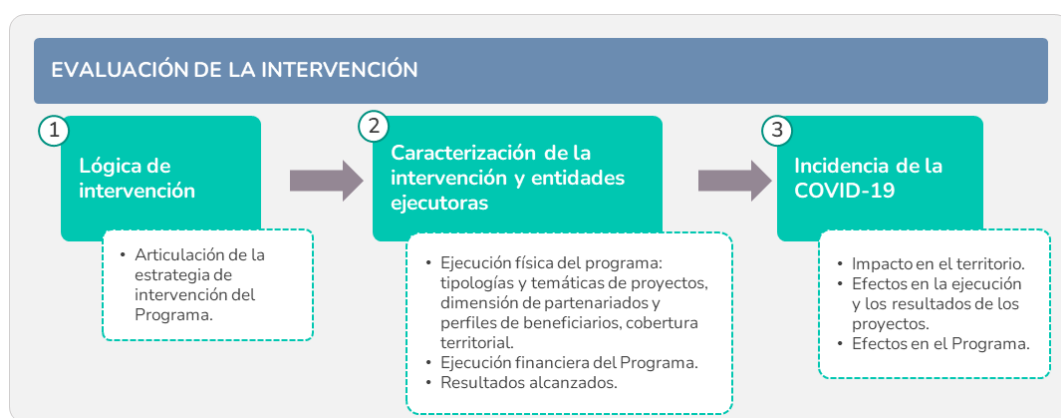 EVALUACIÓN DE LA INTERVENCIÓN
1
Lógica de
intervención
• Articulación de la
estrategia de
intervención del
Programa.
2
Caracterización de la
intervención y entidades
ejecutoras
• Ejecución física del programa:
tipologías y temáticas de proyectos,
dimensión de partenariados y
perfiles de beneficiarios, cobertura
territorial.
• Ejecución financiera del Programa.
• Resultados alcanzados.
3
Incidencia de la
COVID-19
• Impacto en el territorio.
• Efectos en la ejecución
y los resultados de los
proyectos.
• Efectos en el Programa.